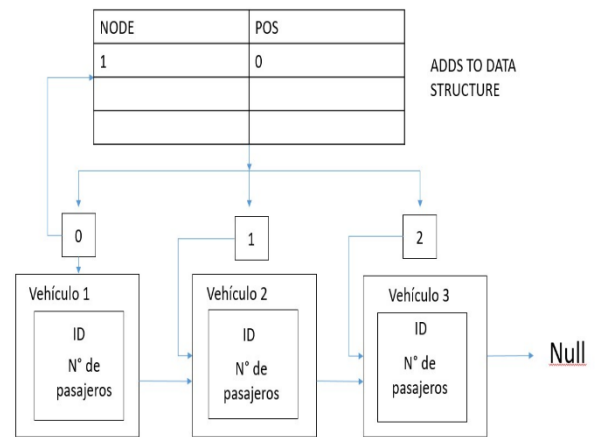 NODE POS
1 0
ADDS TO DATA
STRUCTURE
0 1 2
Vehículo 1
ID
N° de
pasajeros
Vehículo 2
ID
N° de
pasajeros
Vehículo 3
ID
N° de
pasajeros
Null